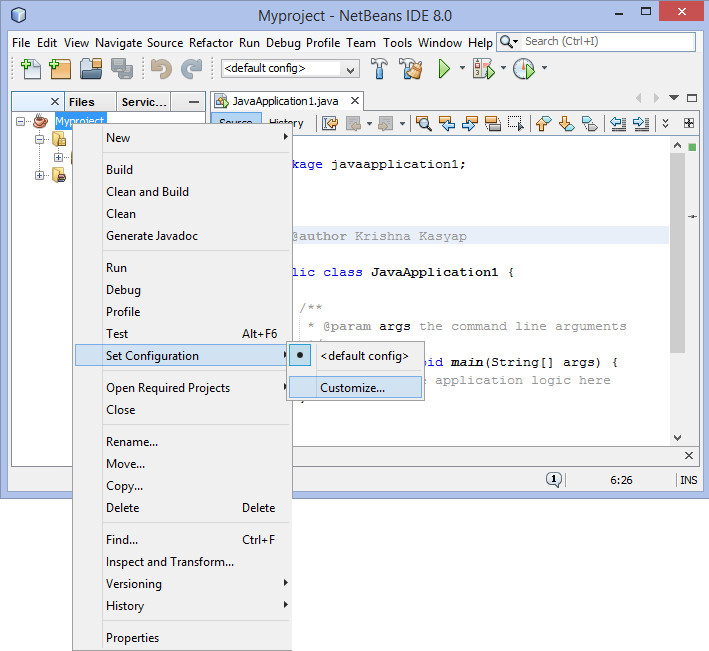 Myproject - NetBeans IDE 8.0
File Edit View Navigate Source Refactor Run Debug Profile Team Tools Window Help Search (Ctrl+I)
<default config>
Files Servic... JavaApplication1.java
Myproject Source History
New
kage javaapplication1;
Build
Clean and Build
Clean
Generate Javadoc @author Krishna Kasyap
Run lic class JavaApplication1 {
Debug
Profile /**
Test Alt+F6 * @param args the command line arguments
Set Configuration <default config> id main(String[] args) {
Open Required Projects Customize... application logic here
Close
Rename...
Move...
Copy...
1 6:26 INS
Delete Delete
Find... Ctrl+F
Inspect and Transform...
Versioning
History
Properties